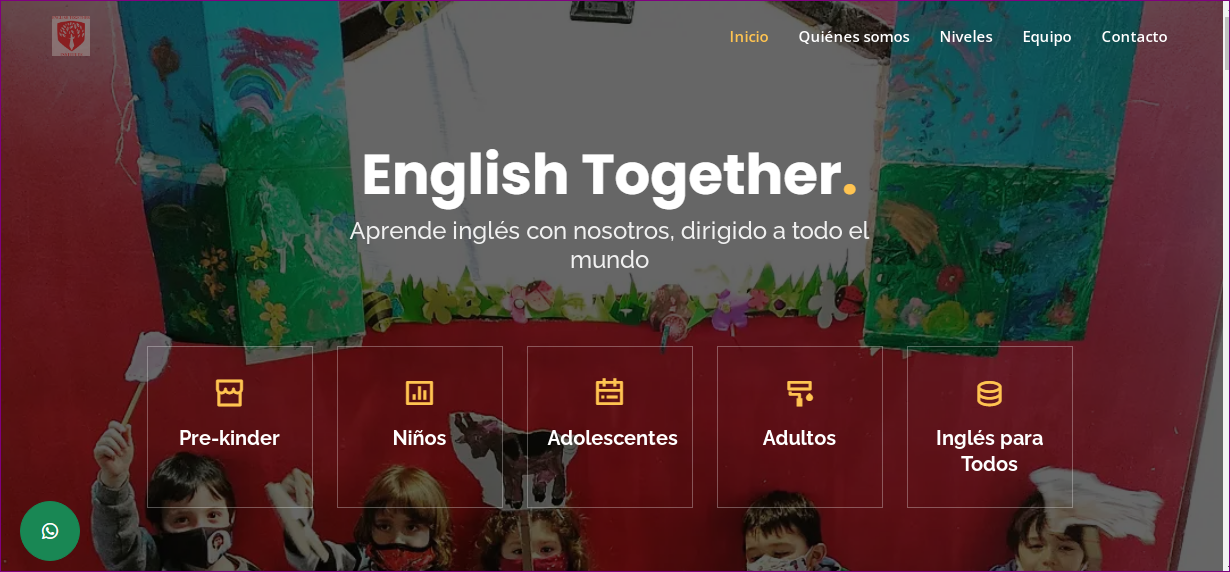 Inicio Quiénes somos Niveles Equipo Contacto
English Together.
Aprende inglés con nosotros, dirigido a todo el
mundo
Pre-kinder
Niños
Adolescentes
Adultos
Inglés para
Todos